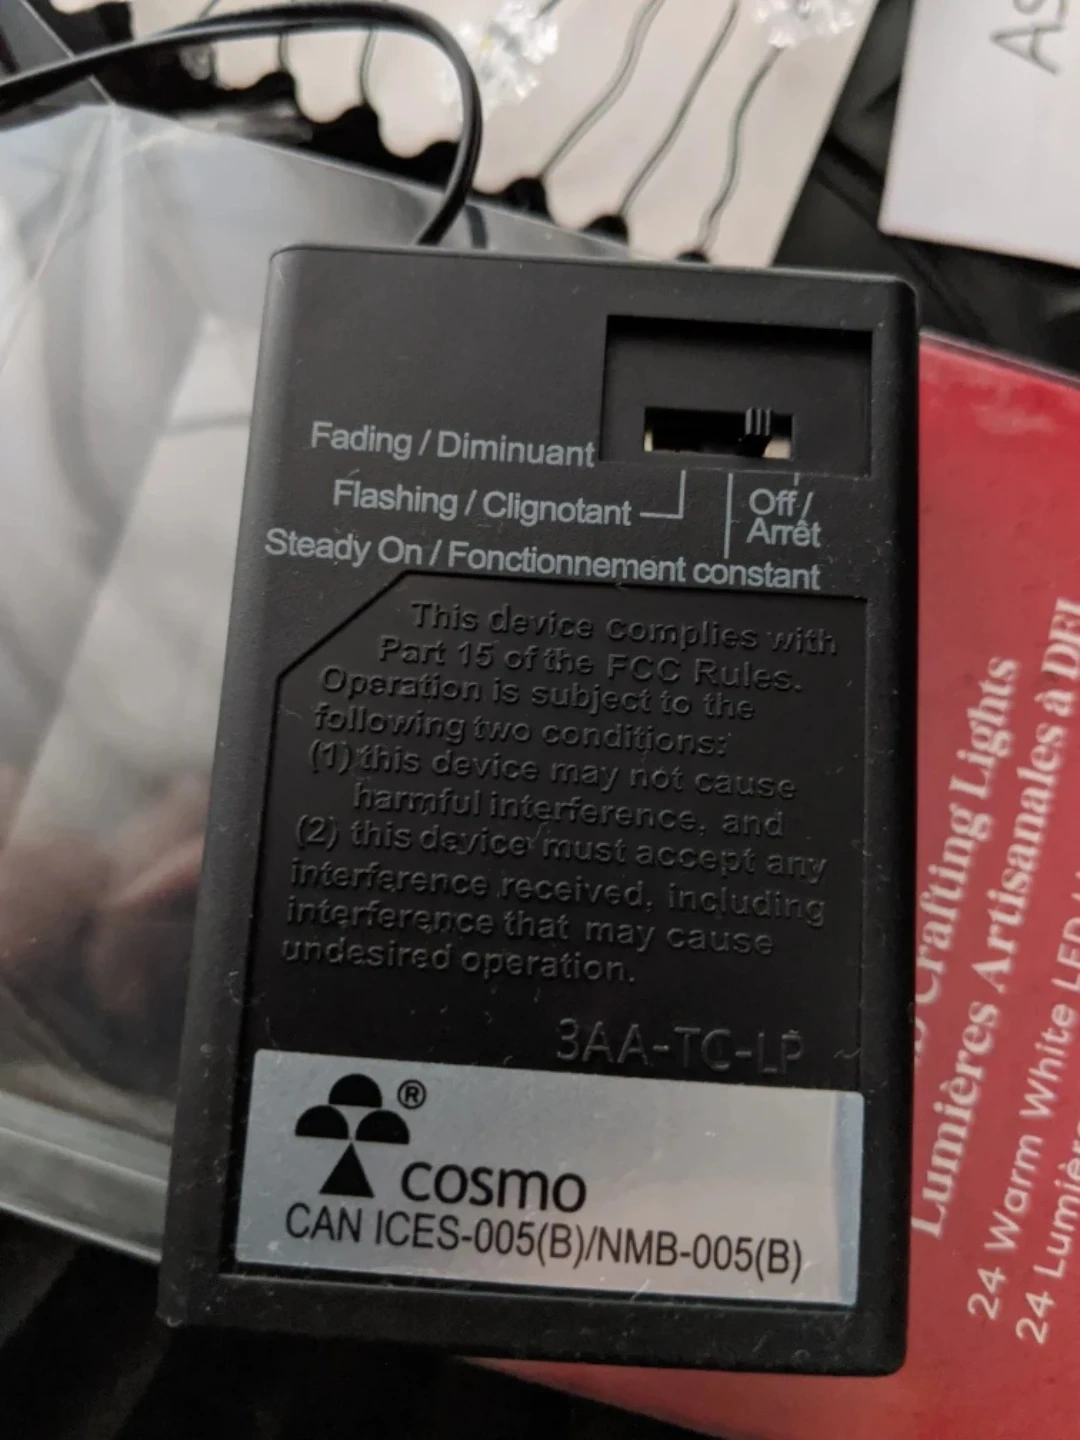 AS
Fading / Diminuant
Flashing / Clignotant
Off /
Arrêt
Steady On / Fonctionnement constant
This device complies with
Part 15 of the FCC Rules.
Operation is subject to the
following two conditions:
(1) this device may not cause
harmful interference, and
(2) this device must accept any
interference received, including
interference that may cause
undesired operation.
3AA-TC-LP
®
cosmo
CAN ICES-005(B)/NMB-005(B)
Crafting Lights
Lumières Artisanales à DEL
24 Warm White LED
24 Lumières